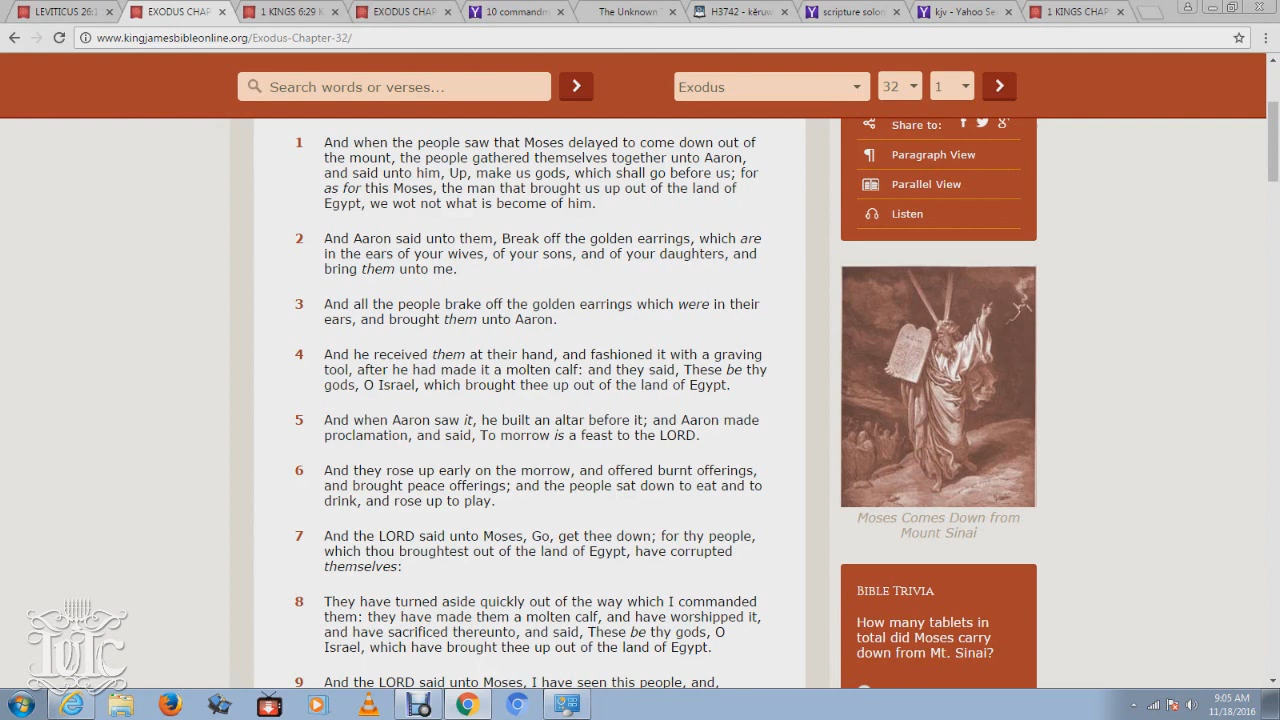 LEVITICUS 26:1
EXODUS CHAP
1 KINGS 6:29 K
EXODUS CHAP
10 commandm
The Unknown
H3742 - kĕruw
scripture solom
kjv - Yahoo Se
1 KINGS CHAP
www.kingjamesbibleonline.org/Exodus-Chapter-32/
Search words or verses...
Exodus
32
1
1 And when the people saw that Moses delayed to come down out of
the mount, the people gathered themselves together unto Aaron,
and said unto him, Up, make us gods, which shall go before us; for
as for this Moses, the man that brought us up out of the land of
Egypt, we wot not what is become of him.
2 And Aaron said unto them, Break off the golden earrings, which are
in the ears of your wives, of your sons, and of your daughters, and
bring them unto me.
3 And all the people brake off the golden earrings which were in their
ears, and brought them unto Aaron.
4 And he received them at their hand, and fashioned it with a graving
tool, after he had made it a molten calf: and they said, These be thy
gods, O Israel, which brought thee up out of the land of Egypt.
5 And when Aaron saw it, he built an altar before it; and Aaron made
proclamation, and said, To morrow is a feast to the LORD.
6 And they rose up early on the morrow, and offered burnt offerings,
and brought peace offerings; and the people sat down to eat and to
drink, and rose up to play.
7 And the LORD said unto Moses, Go, get thee down; for thy people,
which thou broughtest out of the land of Egypt, have corrupted
themselves:
8 They have turned aside quickly out of the way which I commanded
them: they have made them a molten calf, and have worshipped it,
and have sacrificed thereunto, and said, These be thy gods, O
Israel, which have brought thee up out of the land of Egypt.
9 And the LORD said unto Moses, I have seen this people, and,
Share to:
Paragraph View
Parallel View
Listen
Moses Comes Down from
Mount Sinai
BIBLE TRIVIA
How many tablets in
total did Moses carry
down from Mt. Sinai?
9:05 AM
11/18/2016